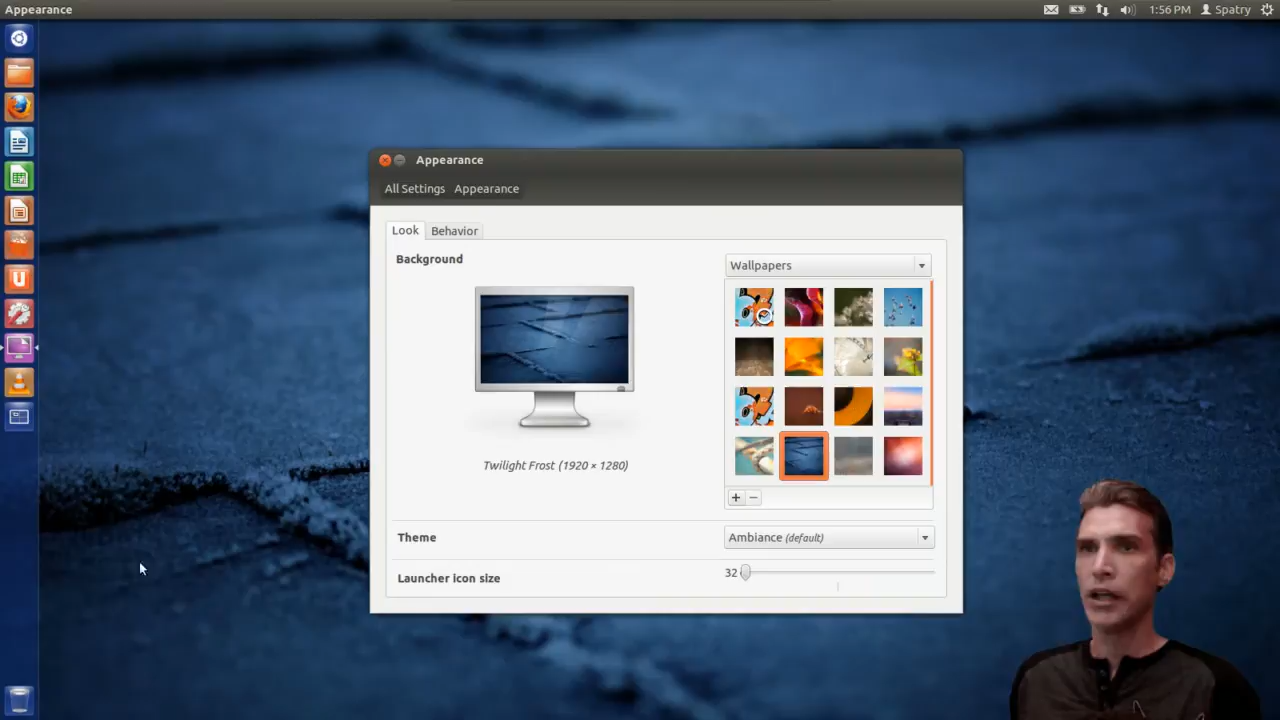 Appearance
1:56 PM Spatry
Appearance
All Settings Appearance
Look Behavior
Background
Wallpapers
Twilight Frost (1920 × 1280)
Theme
Ambiance (default)
Launcher icon size
32